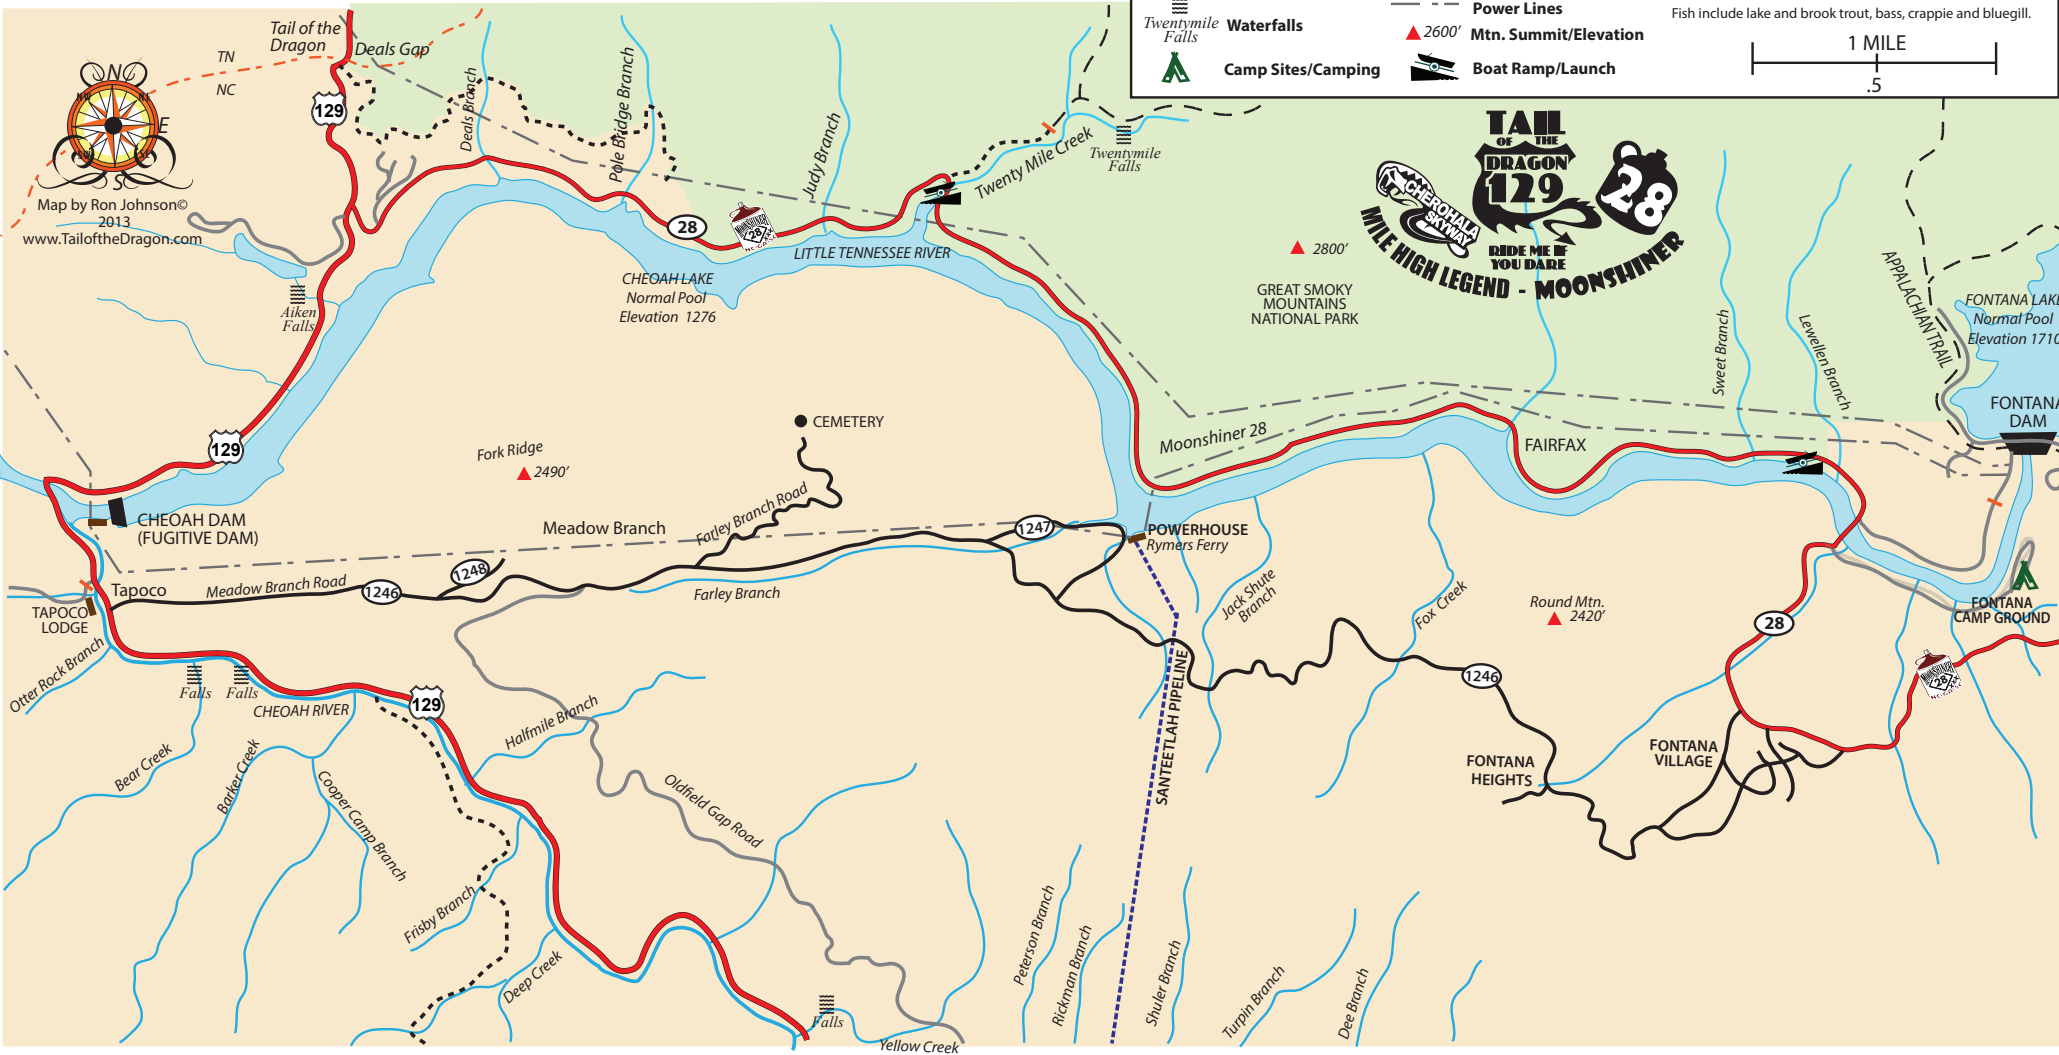 Tail of the
Dragon
Deals Gap
TN
NC
129
N
NW
NE
E
SW
SE
S
Map by Ron Johnson©
2013
www.TailoftheDragon.com
Deals Branch
Pole Bridge Branch
Judy Branch
Twenty Mile Creek
Twentymile
Falls
Twentymile
Falls
Waterfalls
Camp Sites/Camping
Power Lines
2600'
Mtn. Summit/Elevation
Boat Ramp/Launch
Fish include lake and brook trout, bass, crappie and bluegill.
1 MILE
.5
TAIL
OF THE
DRAGON
129
CHEROHALA
SKYWAY
28
RIDE ME IF
YOU DARE
MILE HIGH LEGEND - MOONSHINER
28
MOONSHINER
28
LITTLE TENNESSEE RIVER
CHEOAH LAKE
Normal Pool
Elevation 1276
Aiken
Falls
2800'
GREAT SMOKY
MOUNTAINS
NATIONAL PARK
Sweet Branch
Lewellen Branch
APPALACHIAN TRAIL
FONTANA LAKE
Normal Pool
Elevation 1710
FONTANA
DAM
129
CEMETERY
Fork Ridge
2490'
Moonshiner 28
FAIRFAX
CHEOAH DAM
(FUGITIVE DAM)
Meadow Branch
Farley Branch Road
1247
POWERHOUSE
Rymers Ferry
Tapoco
TAPOCO
LODGE
Meadow Branch Road
1246
1248
Farley Branch
Jack Shute
Branch
Fox Creek
Round Mtn.
2420'
28
FONTANA
CAMP GROUND
MOONSHINER
28
Otter Rock Branch
Falls
Falls
CHEOAH RIVER
129
SANTEETLAH PIPELINE
1246
FONTANA
HEIGHTS
FONTANA
VILLAGE
Bear Creek
Barker Creek
Cooper Camp Branch
Halfmile Branch
Oldfield Gap Road
Frisby Branch
Deep Creek
Falls
Yellow Creek
Peterson Branch
Rickman Branch
Shuler Branch
Turpin Branch
Dee Branch